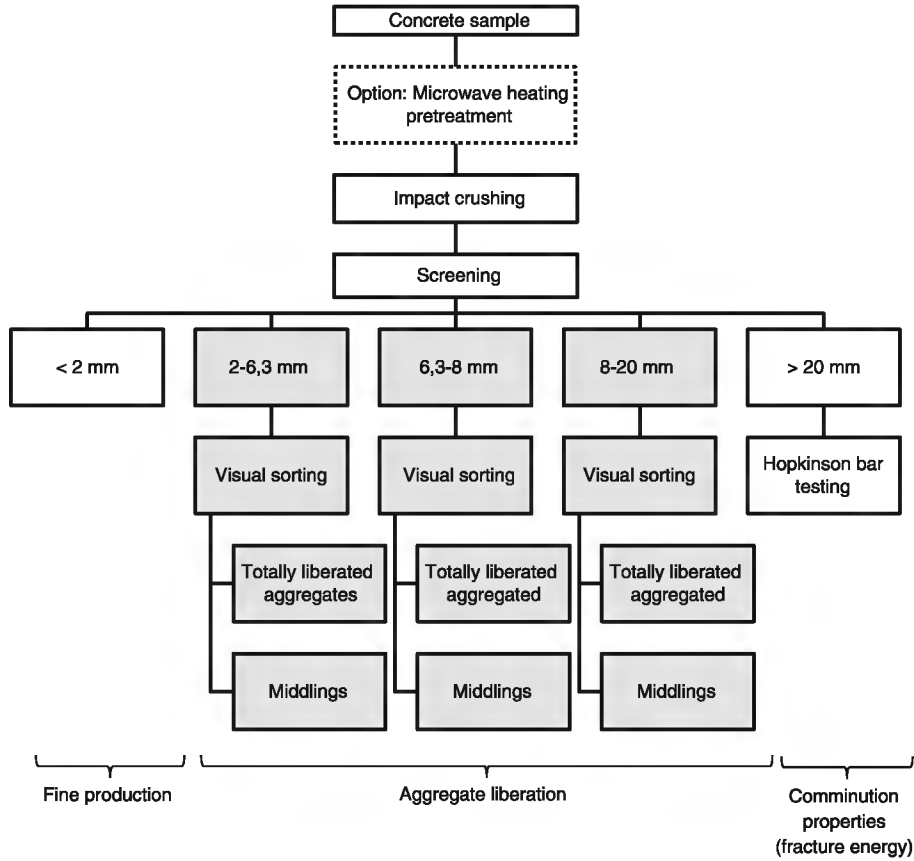 Concrete sample
Option: Microwave heating
pretreatment
Impact crushing
Screening
< 2 mm
2-6,3 mm
6,3-8 mm
8-20 mm
> 20 mm
Visual sorting
Visual sorting
Visual sorting
Hopkinson bar
testing
Totally liberated
aggregates
Totally liberated
aggregated
Totally liberated
aggregated
Middlings
Middlings
Middlings
Fine production
Aggregate liberation
Comminution
properties
(fracture energy)